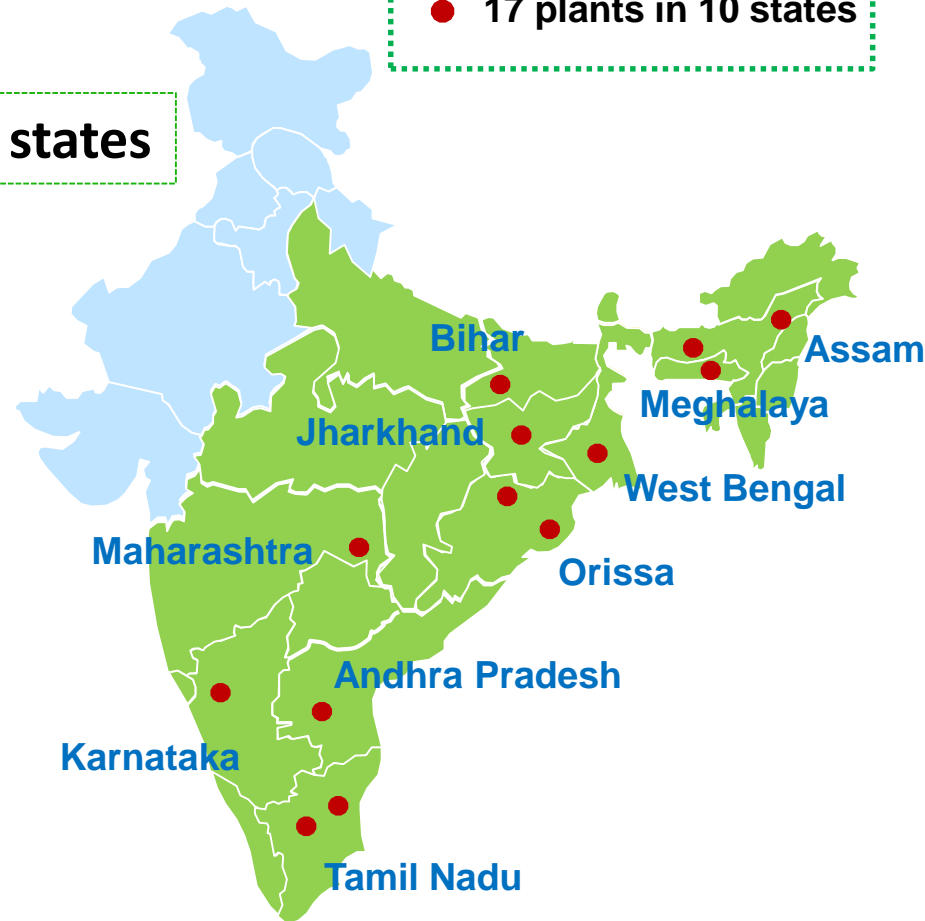 17 plants in 10 states
states
Bihar
Assam
Meghalaya
Jharkhand
West Bengal
Maharashtra
Orissa
Andhra Pradesh
Karnataka
Tamil Nadu